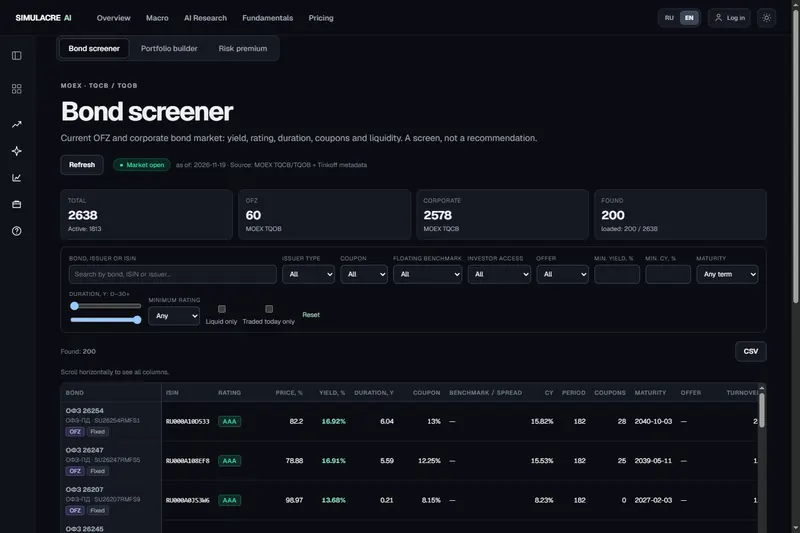 SIMULACRE AI Overview Macro AI Research Fundamentals Pricing RU EN Log in
Bond screener Portfolio builder Risk premium
MOEX · TQCB / TQOB
Bond screener
Current OFZ and corporate bond market: yield, rating, duration, coupons and liquidity. A screen, not a recommendation.
Refresh Market open as of: 2026-11-19 · Source: MOEX TQCB/TQOB + Tinkoff metadata
TOTAL OFZ CORPORATE FOUND
2638 60 2578 200
Active: 1813 MOEX TQOB MOEX TQCB loaded: 200 / 2638
BOND, ISSUER OR ISIN ISSUER TYPE COUPON FLOATING BENCHMARK INVESTOR ACCESS OFFER MIN. YIELD, % MIN. CY, % MATURITY
Search by bond, ISIN or issuer... All All All All All Any term
DURATION, Y: 0–30+ MINIMUM RATING
Any Liquid only Traded today only Reset
Found: 200 CSV
Scroll horizontally to see all columns.
BOND ISIN RATING PRICE, % YIELD, % DURATION, Y COUPON BENCHMARK / SPREAD CY PERIOD COUPONS MATURITY OFFER TURNOVE
ОФЗ 26254
ОФЗ-ПД · SU26254RMFS1 RU000A10D533 AAA 82.2 16.92% 6.04 13% — 15.82% 182 28 2040-10-03 — 2.
OFZ Fixed
ОФЗ 26247
ОФЗ-ПД · SU26247RMFS5 RU000A108EF8 AAA 78.88 16.91% 5.59 12.25% — 15.53% 182 25 2039-05-11 — 1.
OFZ Fixed
ОФЗ 26207
ОФЗ-ПД · SU26207RMFS9 RU000A0JS3W6 AAA 98.97 13.68% 0.21 8.15% — 8.23% 182 0 2027-02-03 — 1.
OFZ Fixed
ОФЗ 26245